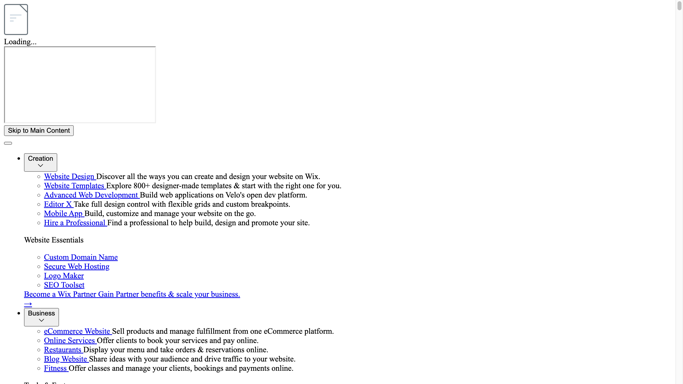 Loading...
Skip to Main Content
Creation
Website Design Discover all the ways you can create and design your website on Wix.
Website Templates Explore 800+ designer-made templates & start with the right one for you.
Advanced Web Development Build web applications on Velo's open dev platform.
Editor X Take full design control with flexible grids and custom breakpoints.
Mobile App Build, customize and manage your website on the go.
Hire a Professional Find a professional to help build, design and promote your site.
Website Essentials
Custom Domain Name
Secure Web Hosting
Logo Maker
SEO Toolset
Become a Wix Partner Gain Partner benefits & scale your business.
→
Business
eCommerce Website Sell products and manage fulfillment from one eCommerce platform.
Online Services Offer clients to book your services and pay online.
Restaurants Display your menu and take orders & reservations online.
Blog Website Share ideas with your audience and drive traffic to your website.
Fitness Offer classes and manage your clients, bookings and payments online.